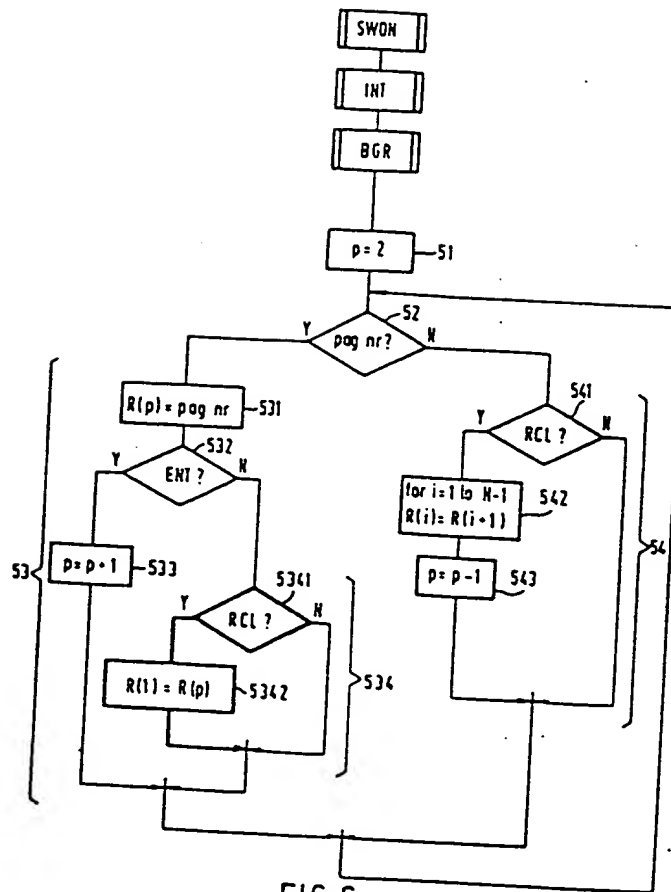 SWON
INT
BGR
p = 2
51
52
Y
pag nr?
N
R(p) = pag nr
531
541
532
Y
RCL ?
N
Y
ENT ?
N
for i=1 to N-1
R(i) = R(i+1)
542
53
p = p + 1
533
p = p - 1
543
54
5341
Y
RCL ?
N
R(1) = R(p)
5342
534